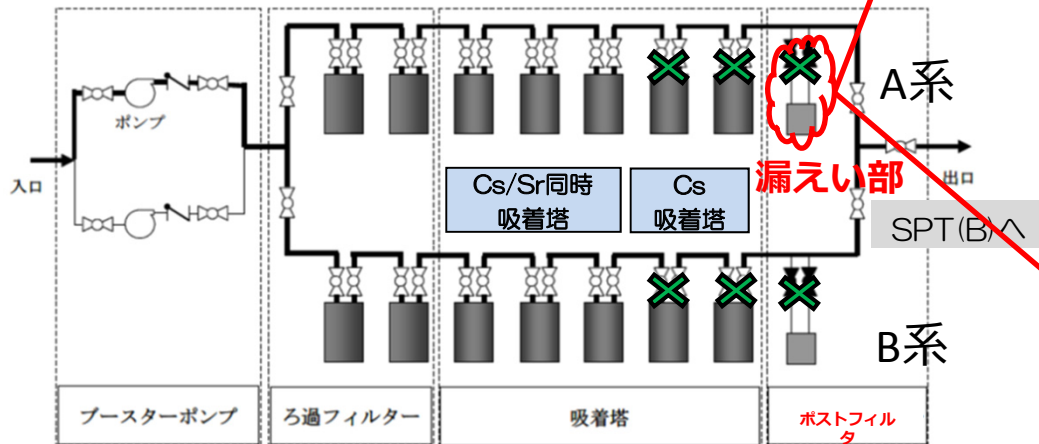 A系
ポンプ
入口
Cs/Sr同時
吸着塔
Cs
吸着塔
漏えい部
出口
SPT(B)へ
B系
ブースターポンプ
ろ過フィルター
吸着塔
ポストフィル
タ